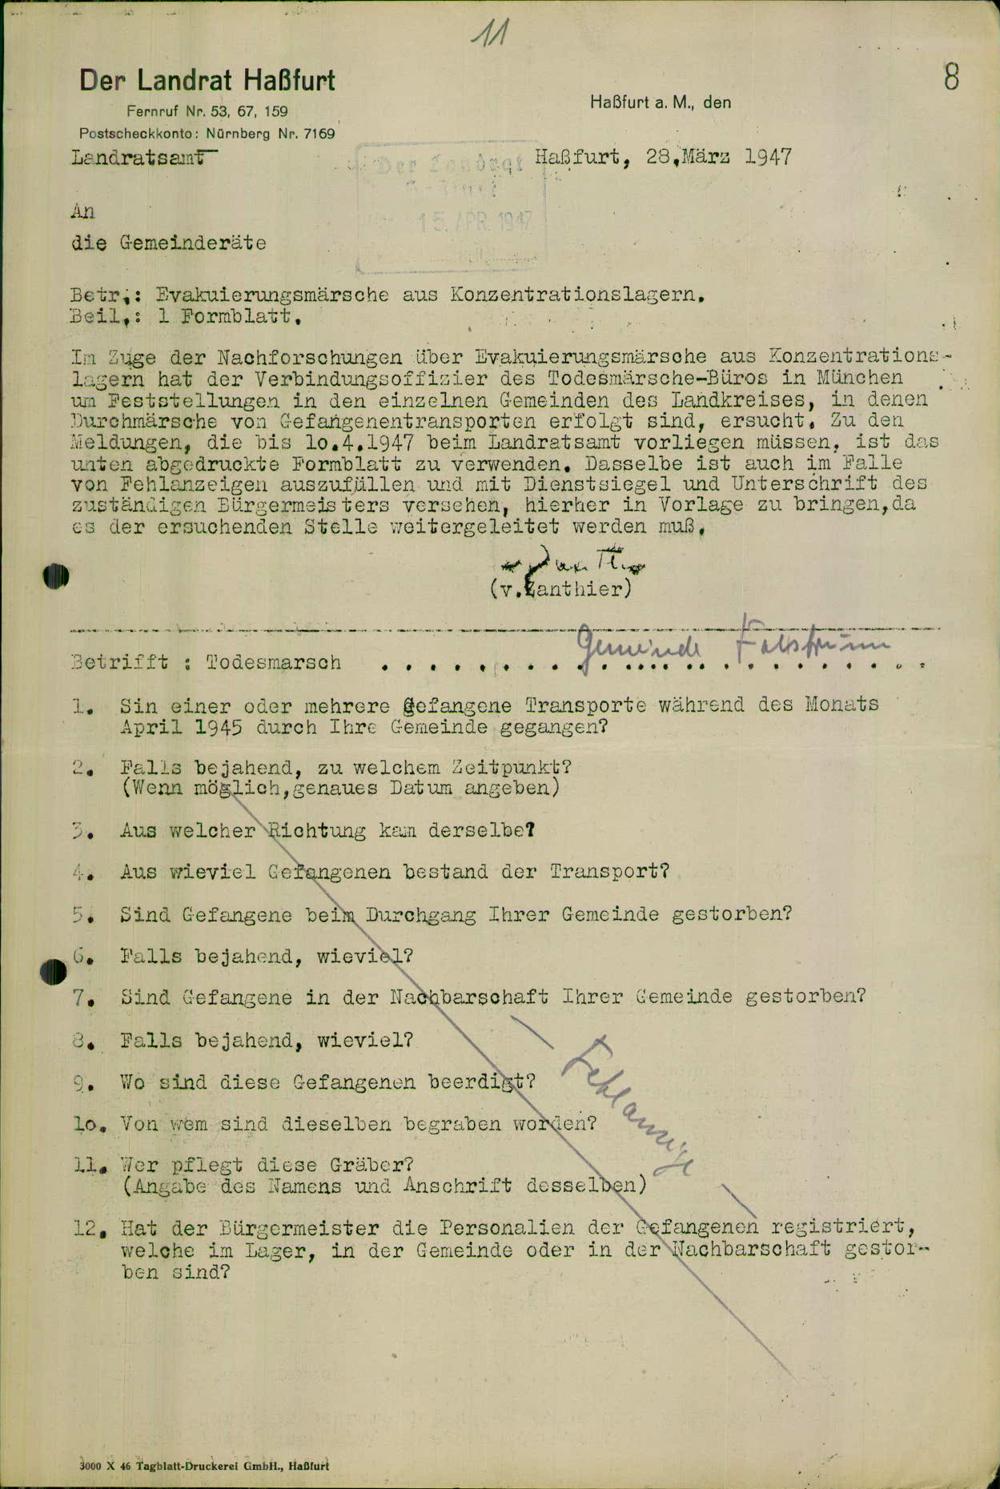 11
8
Der Landrat Haßfurt
Fernruf Nr. 53, 67, 159
Postscheckkonto: Nürnberg Nr. 7169
Haßfurt a. M., den
Landratsamt
Haßfurt, 28.März 1947
Der Landrat
15. APR. 1947
An
die Gemeinderäte
Betr.: Evakuierungsmärsche aus Konzentrationslagern.
Beil.: 1 Formblatt.
Im Zuge der Nachforschungen über Evakuierungsmärsche aus Konzentrations-
lagern hat der Verbindungsoffizier des Todesmärsche-Büros in München
um Feststellungen in den einzelnen Gemeinden des Landkreises, in denen
Durchmärsche von Gefangenentransporten erfolgt sind, ersucht. Zu den
Meldungen, die bis 1o.4.1947 beim Landratsamt vorliegen müssen, ist das
unten abgedruckte Formblatt zu verwenden. Dasselbe ist auch im Falle
von Fehlanzeigen auszufüllen und mit Dienstsiegel und Unterschrift des
zuständigen Bürgermeisters versehen, hierher in Vorlage zu bringen,da
es der ersuchenden Stelle weitergeleitet werden muß.
(v.Zanthier)
Betrifft : Todesmarsch . . . . . . . . Gemeinde
1. Sin einer oder mehrere gefangene Transporte während des Monats
April 1945 durch Ihre Gemeinde gegangen?
2. Falls bejahend, zu welchem Zeitpunkt?
(Wenn möglich,genaues Datum angeben)
3. Aus welcher Richtung kam derselbe?
4. Aus wieviel Gefangenen bestand der Transport?
5. Sind Gefangene beim Durchgang Ihrer Gemeinde gestorben?
6. Falls bejahend, wieviel?
7. Sind Gefangene in der Nachbarschaft Ihrer Gemeinde gestorben?
8. Falls bejahend, wieviel?
9. Wo sind diese Gefangenen beerdigt?
1o. Von wem sind dieselben begraben worden?
11. Wer pflegt diese Gräber?
(Angabe des Namens und Anschrift desselben)
12. Hat der Bürgermeister die Personalien der Gefangenen registriert,
welche im Lager, in der Gemeinde oder in der Nachbarschaft gestor-
ben sind?
— Fehlanzeige —
3000 X 46 Tagblatt-Druckerei GmbH., Haßfurt